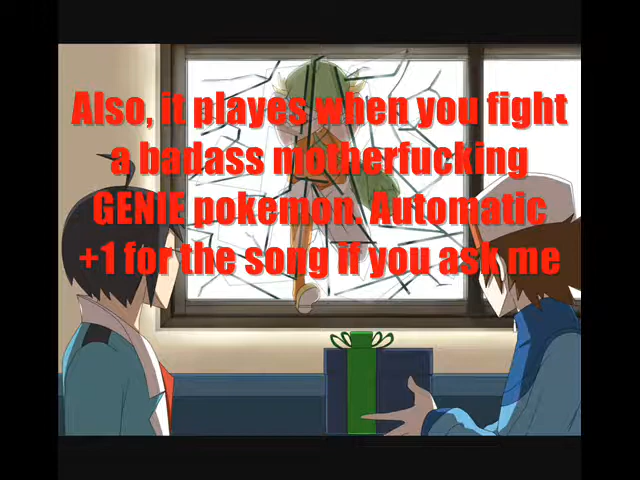 Also, it playes when you fight
a badass motherfucking
GENIE pokemon. Automatic
+1 for the song if you ask me